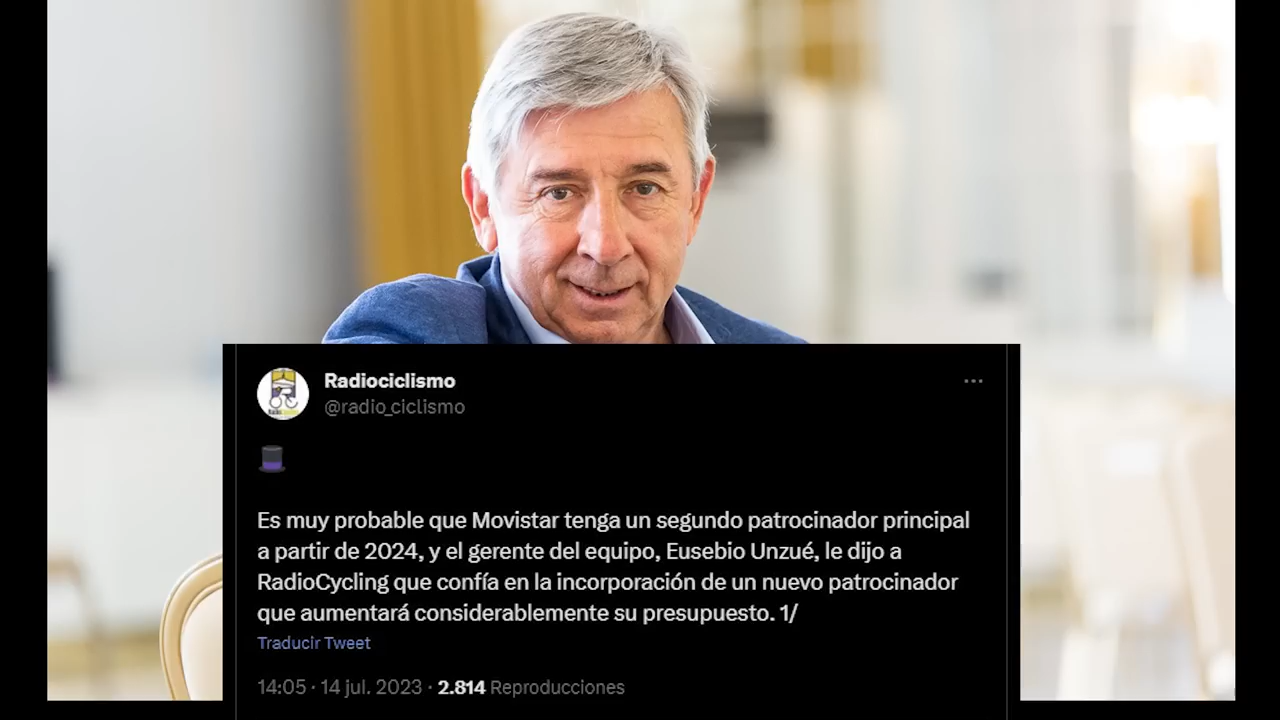 Radiociclismo
@radio_ciclismo
Es muy probable que Movistar tenga un segundo patrocinador principal
a partir de 2024, y el gerente del equipo, Eusebio Unzué, le dijo a
RadioCycling que confía en la incorporación de un nuevo patrocinador
que aumentará considerablemente su presupuesto. 1/
Traducir Tweet
14:05 · 14 jul. 2023 · 2.814 Reproducciones